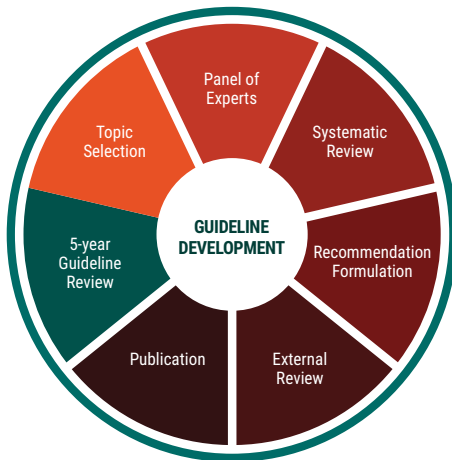 Panel of
Experts
Systematic
Review
Recommendation
Formulation
External
Review
Publication
5-year
Guideline
Review
Topic
Selection
GUIDELINE
DEVELOPMENT